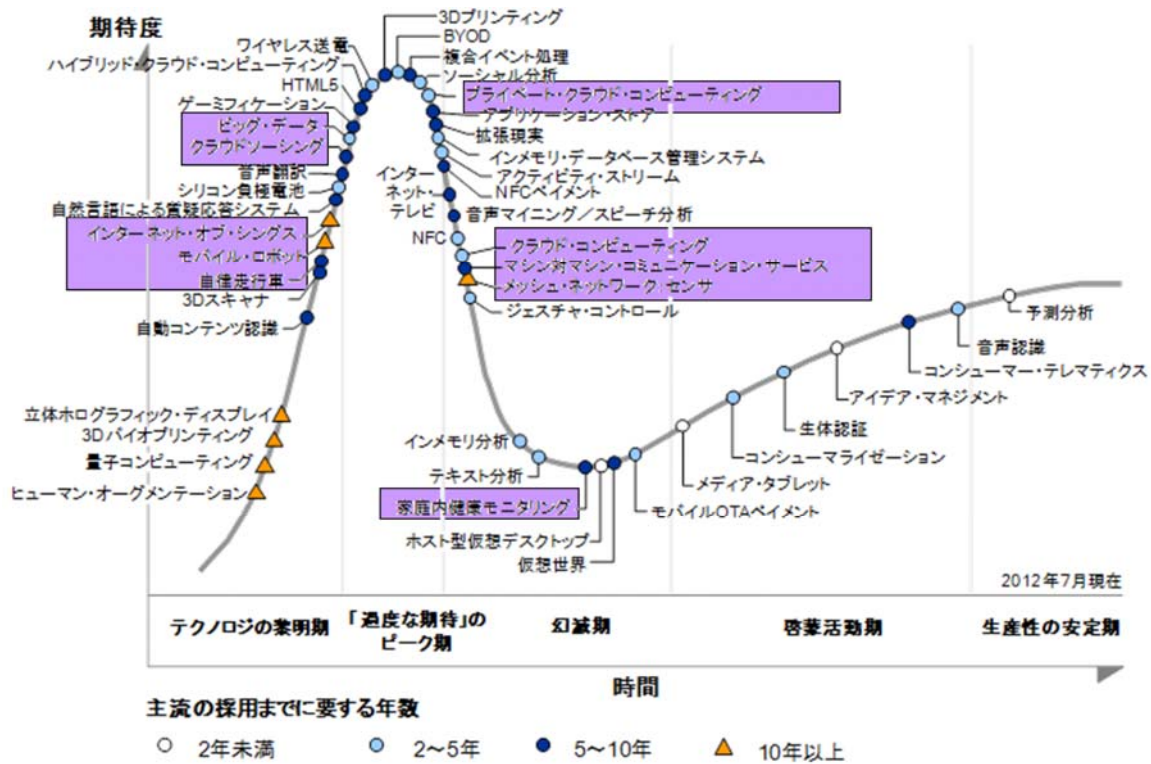 期待度
3Dプリンティング
BYOD
複合イベント処理
ソーシャル分析
プライベート・クラウド・コンピューティング
アプリケーション・ストア
拡張現実
インメモリ・データベース管理システム
アクティビティ・ストリーム
NFCペイメント
音声マイニング/スピーチ分析
ワイヤレス送電
ハイブリッド・クラウド・コンピューティング
HTML5
ゲーミフィケーション
ビッグ・データ
クラウドソーシング
音声翻訳
シリコン負極電池
自然言語による質疑応答システム
インターネット・オブ・シングス
モバイル・ロボット
自律走行車
3Dスキャナ
自動コンテンツ認識
立体ホログラフィック・ディスプレイ
3Dバイオプリンティング
量子コンピューティング
ヒューマン・オーグメンテーション
インター
ネット・
テレビ
NFC
クラウド・コンピューティング
マシン対マシン・コミュニケーション・サービス
メッシュ・ネットワーク:センサ
ジェスチャ・コントロール
インメモリ分析
テキスト分析
家庭内健康モニタリング
ホスト型仮想デスクトップ
仮想世界
モバイルOTAペイメント
メディア・タブレット
コンシューマライゼーション
生体認証
アイデア・マネジメント
コンシューマー・テレマティクス
音声認識
予測分析
2012年7月現在
テクノロジの黎明期
「過度な期待」の
ピーク期
幻滅期
啓蒙活動期
生産性の安定期
時間
主流の採用までに要する年数
2年未満
2～5年
5～10年
10年以上